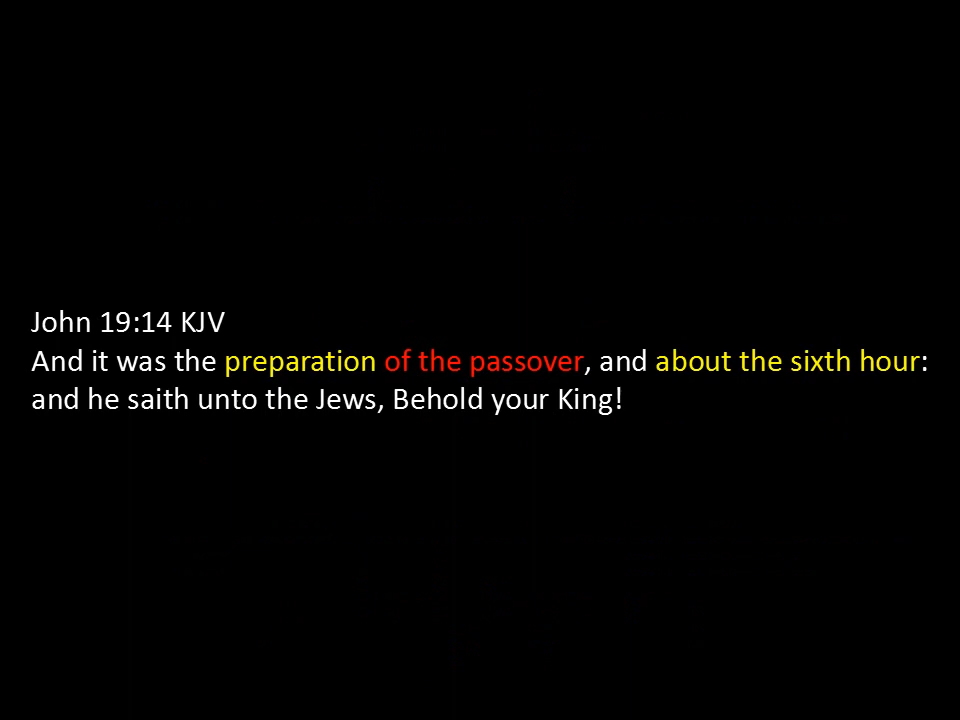 John 19:14 KJV
And it was the preparation of the passover, and about the sixth hour:
and he saith unto the Jews, Behold your King!